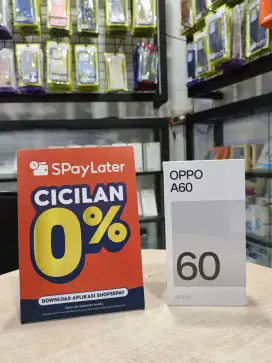 SPayLater
CICILAN
0%
DOWNLOAD APLIKASI SHOPEEPAY
OPPO
A60
60